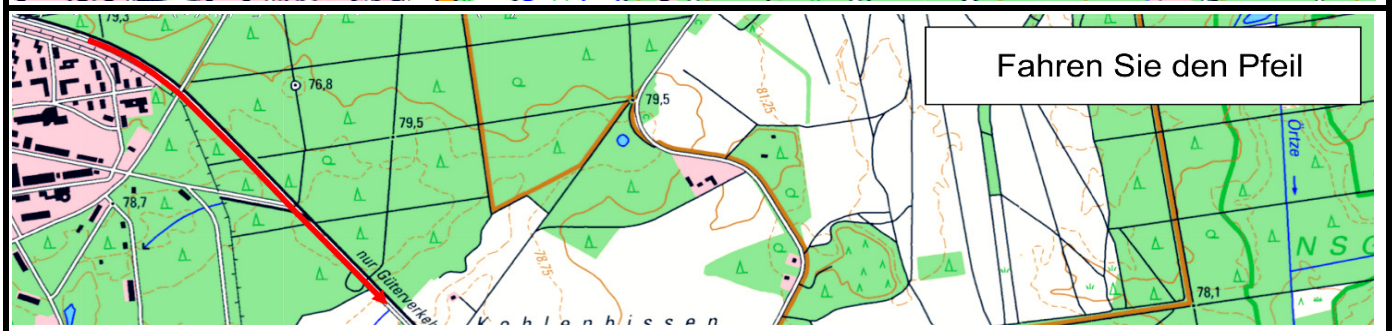 79,3
Fahren Sie den Pfeil
76,8
79,5
81,25
79,5
Örtze
78,7
NSG
78,75
nur Güterverkehr
78,1
Kohlenbissen